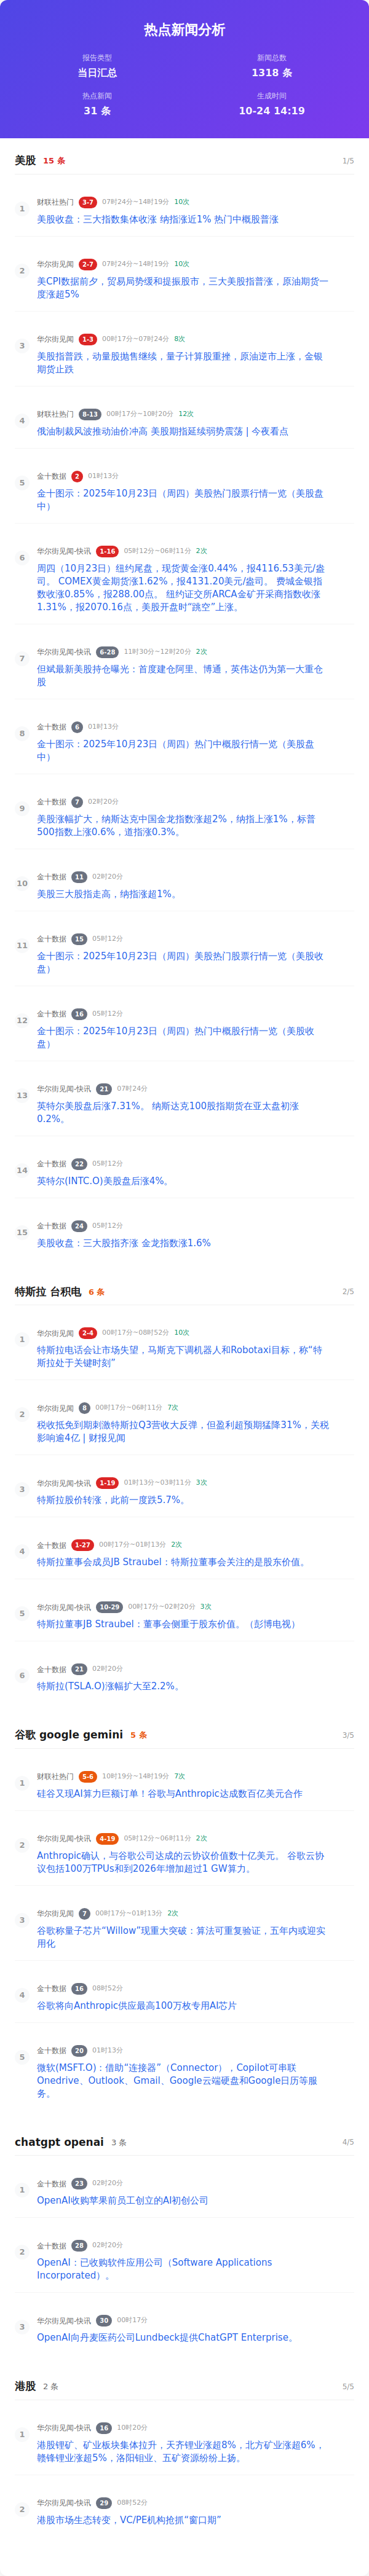 热点新闻分析
报告类型
当日汇总
新闻总数
1318 条
热点新闻
31 条
生成时间
10-24 14:19
美股 15 条 1/5
1 财联社热门 3-7 07时24分~14时19分 10次
美股收盘：三大指数集体收涨 纳指涨近1% 热门中概股普涨
2 华尔街见闻 2-7 07时24分~14时19分 10次
美CPI数据前夕，贸易局势缓和提振股市，三大美股指普涨，原油期货一
度涨超5%
3 华尔街见闻 1-3 00时17分~07时24分 8次
美股指普跌，动量股抛售继续，量子计算股重挫，原油逆市上涨，金银
期货止跌
4 财联社热门 8-13 00时17分~10时20分 12次
俄油制裁风波推动油价冲高 美股期指延续弱势震荡 | 今夜看点
5 金十数据 2 01时13分
金十图示：2025年10月23日（周四）美股热门股票行情一览（美股盘
中）
6 华尔街见闻-快讯 1-16 05时12分~06时11分 2次
周四（10月23日）纽约尾盘，现货黄金涨0.44%，报4116.53美元/盎
司。 COMEX黄金期货涨1.62%，报4131.20美元/盎司。 费城金银指
数收涨0.85%，报288.00点。 纽约证交所ARCA金矿开采商指数收涨
1.31%，报2070.16点，美股开盘时“跳空”上涨。
7 华尔街见闻-快讯 6-28 11时30分~12时20分 2次
但斌最新美股持仓曝光：首度建仓阿里、博通，英伟达仍为第一大重仓
股
8 金十数据 6 01时13分
金十图示：2025年10月23日（周四）热门中概股行情一览（美股盘
中）
9 金十数据 7 02时20分
美股涨幅扩大，纳斯达克中国金龙指数涨超2%，纳指上涨1%，标普
500指数上涨0.6%，道指涨0.3%。
10 金十数据 11 02时20分
美股三大股指走高，纳指涨超1%。
11 金十数据 15 05时12分
金十图示：2025年10月23日（周四）美股热门股票行情一览（美股收
盘）
12 金十数据 16 05时12分
金十图示：2025年10月23日（周四）热门中概股行情一览（美股收
盘）
13 华尔街见闻-快讯 21 07时24分
英特尔美股盘后涨7.31%。 纳斯达克100股指期货在亚太盘初涨
0.2%。
14 金十数据 22 05时12分
英特尔(INTC.O)美股盘后涨4%。
15 金十数据 24 05时12分
美股收盘：三大股指齐涨 金龙指数涨1.6%
特斯拉 台积电 6 条 2/5
1 华尔街见闻 2-4 00时17分~08时52分 10次
特斯拉电话会让市场失望，马斯克下调机器人和Robotaxi目标，称“特
斯拉处于关键时刻”
2 华尔街见闻 8 00时17分~06时11分 7次
税收抵免到期刺激特斯拉Q3营收大反弹，但盈利超预期猛降31%，关税
影响逾4亿 | 财报见闻
3 华尔街见闻-快讯 1-19 01时13分~03时11分 3次
特斯拉股价转涨，此前一度跌5.7%。
4 金十数据 1-27 00时17分~01时13分 2次
特斯拉董事会成员JB Straubel：特斯拉董事会关注的是股东价值。
5 华尔街见闻-快讯 10-29 00时17分~02时20分 3次
特斯拉董事JB Straubel：董事会侧重于股东价值。（彭博电视）
6 金十数据 21 02时20分
特斯拉(TSLA.O)涨幅扩大至2.2%。
谷歌 google gemini 5 条 3/5
1 财联社热门 5-6 10时19分~14时19分 7次
硅谷又现AI算力巨额订单！谷歌与Anthropic达成数百亿美元合作
2 华尔街见闻-快讯 4-19 05时12分~06时11分 2次
Anthropic确认，与谷歌公司达成的云协议价值数十亿美元。 谷歌云协
议包括100万TPUs和到2026年增加超过1 GW算力。
3 华尔街见闻 7 00时17分~01时13分 2次
谷歌称量子芯片“Willow”现重大突破：算法可重复验证，五年内或迎实
用化
4 金十数据 16 08时52分
谷歌将向Anthropic供应最高100万枚专用AI芯片
5 金十数据 20 01时13分
微软(MSFT.O)：借助“连接器”（Connector），Copilot可串联
Onedrive、Outlook、Gmail、Google云端硬盘和Google日历等服
务。
chatgpt openai 3 条 4/5
1 金十数据 23 02时20分
OpenAI收购苹果前员工创立的AI初创公司
2 金十数据 28 02时20分
OpenAI：已收购软件应用公司（Software Applications
Incorporated）。
3 华尔街见闻-快讯 30 00时17分
OpenAI向丹麦医药公司Lundbeck提供ChatGPT Enterprise。
港股 2 条 5/5
1 华尔街见闻-快讯 16 10时20分
港股锂矿、矿业板块集体拉升，天齐锂业涨超8%，北方矿业涨超6%，
赣锋锂业涨超5%，洛阳钼业、五矿资源纷纷上扬。
2 华尔街见闻-快讯 29 08时52分
港股市场生态转变，VC/PE机构抢抓“窗口期”